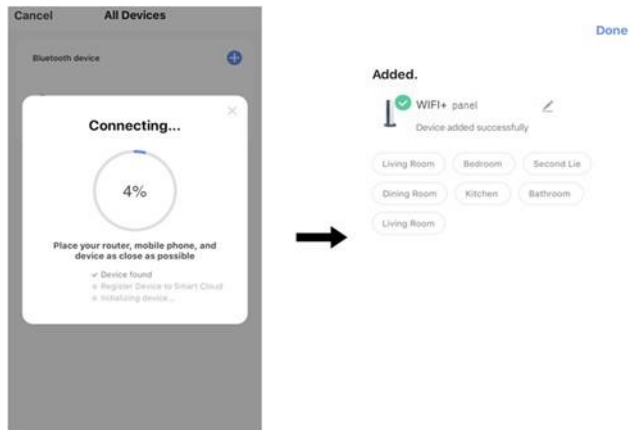 Cancel All Devices
Bluetooth device
Connecting...
4%
Place your router, mobile phone, and
device as close as possible
Device found
Register Device to Smart Cloud
Initializing device...
Done
Added.
WIFI+ panel
Device added successfully
Living Room Bedroom Second Lie
Dining Room Kitchen Bathroom
Living Room